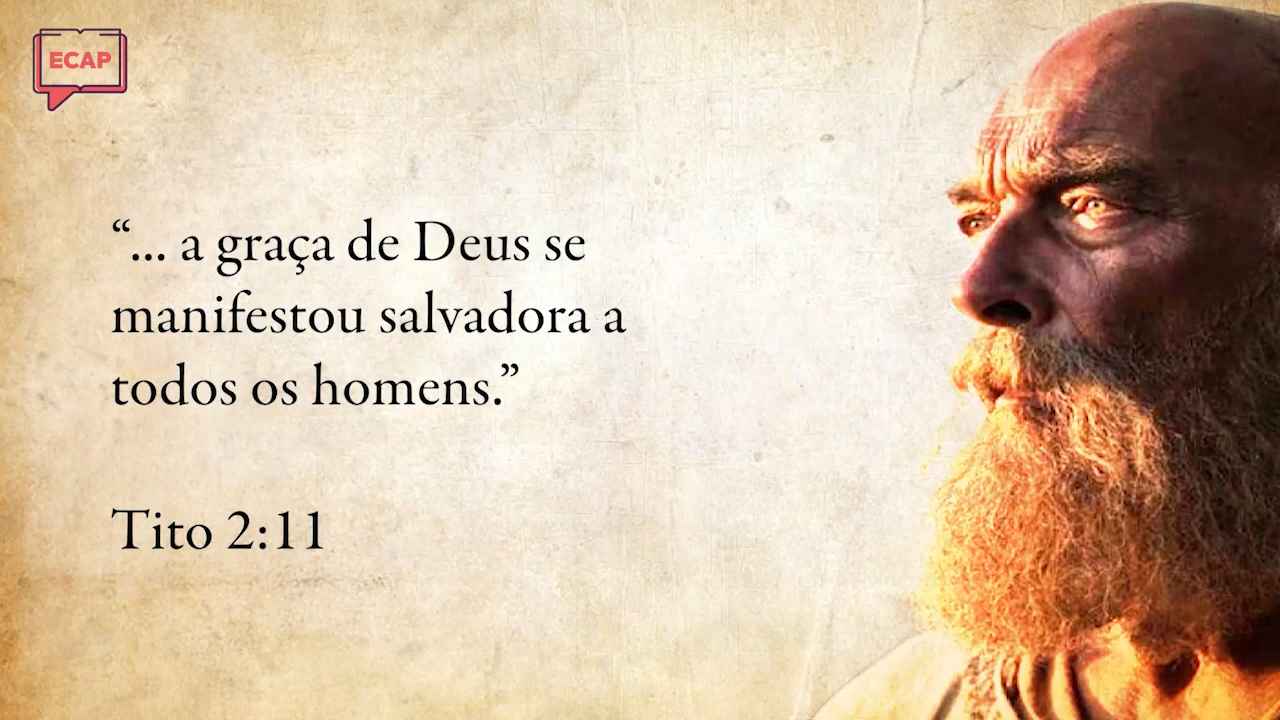 ECAP
“... a graça de Deus se
manifestou salvadora a
todos os homens.”
Tito 2:11